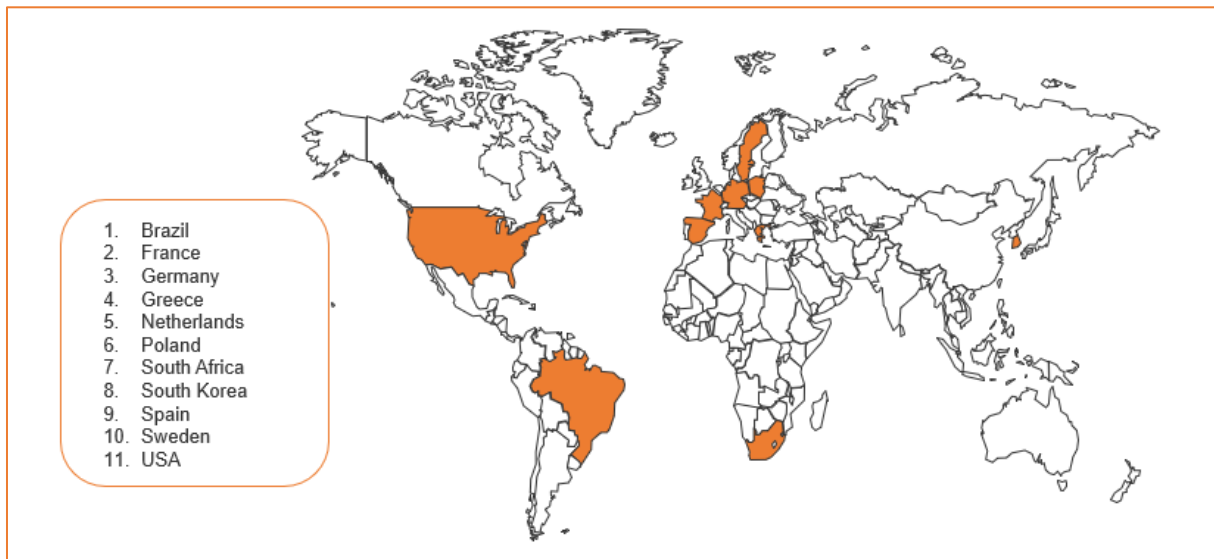 1. Brazil
2. France
3. Germany
4. Greece
5. Netherlands
6. Poland
7. South Africa
8. South Korea
9. Spain
10. Sweden
11. USA